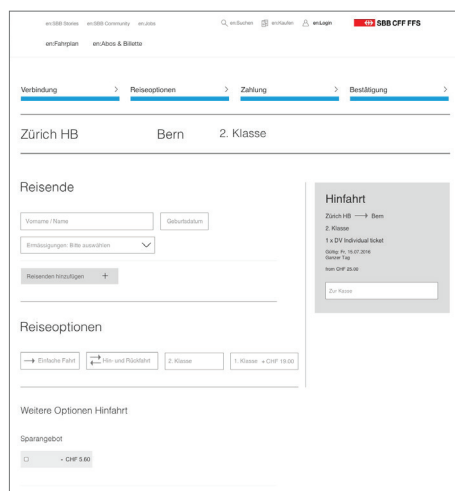 en:SBB Stories en:SBB Community en:Jobs en:Suchen en:Kaufen en:Login SBB CFF FFS
en:Fahrplan en:Abos & Billette
Verbindung > Reiseoptionen > Zahlung > Bestätigung >
Zürich HB Bern 2. Klasse
Reisende
Vorname / Name Geburtsdatum
Ermässigungen: Bitte auswählen
Reisenden hinzufügen +
Reiseoptionen
Einfache Fahrt Hin- und Rückfahrt 2. Klasse 1. Klasse + CHF 19.00
Weitere Optionen Hinfahrt
Sparangebot
- CHF 5.60
Hinfahrt
Zürich HB → Bern
2. Klasse
1 x DV Individual ticket
Gültig: Fr. 15.07.2016
Ganzer Tag
from CHF 25.00
Zur Kasse